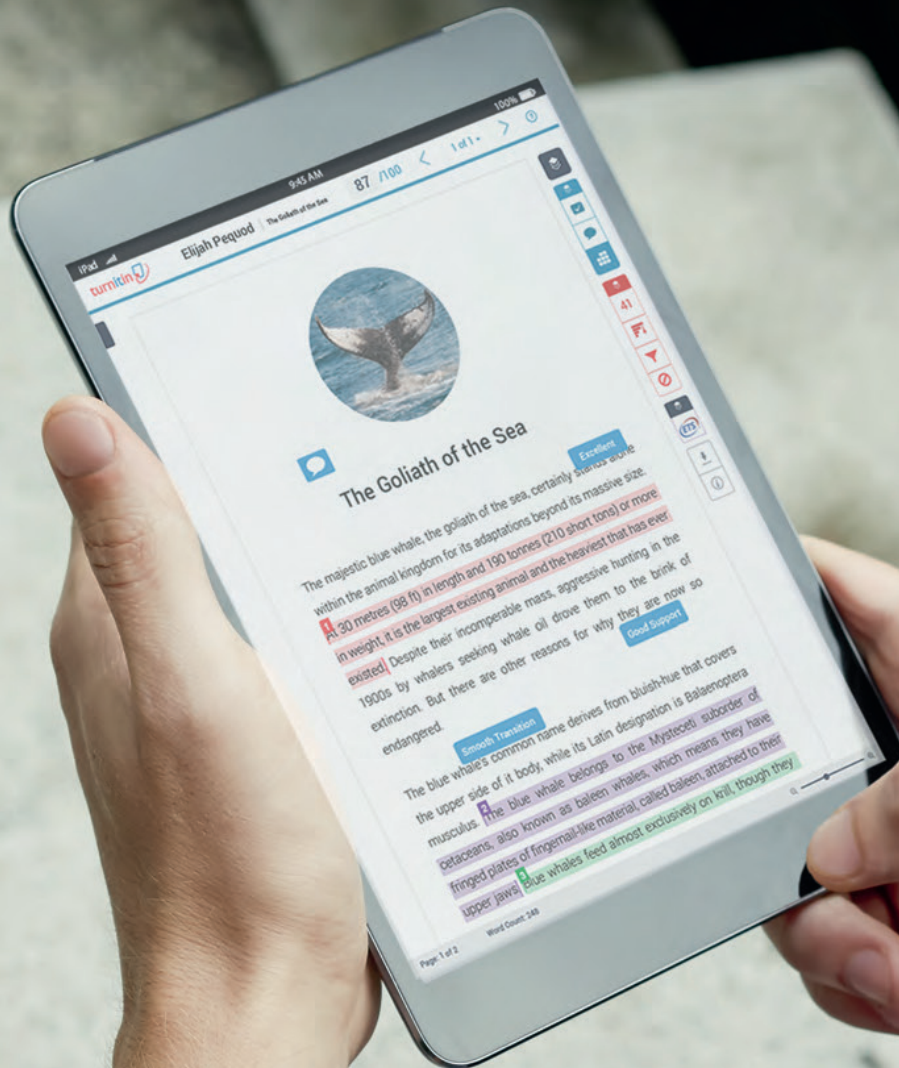 iPad 9:45 AM 100%
turnitin Elijah Pequod The Goliath of the Sea 87 /100 1 of 1
41
ETS
The Goliath of the Sea
Excellent
The majestic blue whale, the goliath of the sea, certainly stands alone
within the animal kingdom for its adaptations beyond its massive size.
1
At 30 metres (98 ft) in length and 190 tonnes (210 short tons) or more
in weight, it is the largest existing animal and the heaviest that has ever
existed. Despite their incomperable mass, aggressive hunting in the
1900s by whalers seeking whale oil drove them to the brink of
extinction. But there are other reasons for why they are now so
endangered.
Good Support
Smooth Transition
The blue whale's common name derives from bluish-hue that covers
the upper side of it body, while its Latin designation is Balaenoptera
musculus. 2 The blue whale belongs to the Mysteceti suborder of
cetaceans, also known as baleen whales, which means they have
fringed plates of fingernail-like material, called baleen, attached to their
upper jaws. 3 Blue whales feed almost exclusively on krill, though they
Page: 1 of 2 Word Count: 248